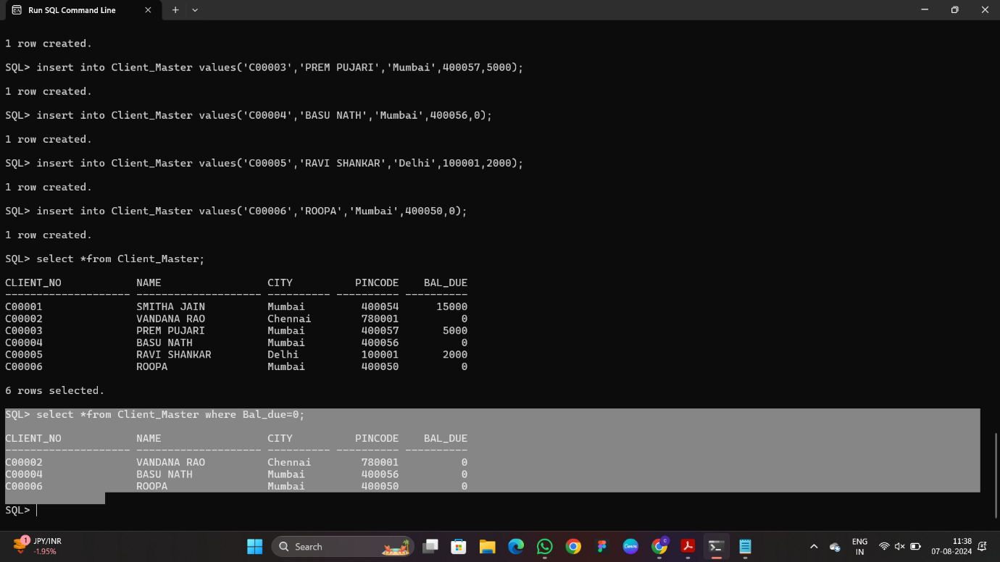 Run SQL Command Line
1 row created.
SQL> insert into Client_Master values('C00003','PREM PUJARI','Mumbai',400057,5000);
1 row created.
SQL> insert into Client_Master values('C00004','BASU NATH','Mumbai',400056,0);
1 row created.
SQL> insert into Client_Master values('C00005','RAVI SHANKAR','Delhi',100001,2000);
1 row created.
SQL> insert into Client_Master values('C00006','ROOPA','Mumbai',400050,0);
1 row created.
SQL> select *from Client_Master;
CLIENT_NO            NAME                 CITY          PINCODE    BAL_DUE
-------------------- -------------------- ---------- ---------- ----------
C00001               SMITHA JAIN          Mumbai         400054      15000
C00002               VANDANA RAO          Chennai        780001          0
C00003               PREM PUJARI          Mumbai         400057       5000
C00004               BASU NATH            Mumbai         400056          0
C00005               RAVI SHANKAR         Delhi          100001       2000
C00006               ROOPA                Mumbai         400050          0
6 rows selected.
SQL> select *from Client_Master where Bal_due=0;
CLIENT_NO            NAME                 CITY          PINCODE    BAL_DUE
-------------------- -------------------- ---------- ---------- ----------
C00002               VANDANA RAO          Chennai        780001          0
C00004               BASU NATH            Mumbai         400056          0
C00006               ROOPA                Mumbai         400050          0
SQL>
1 JPY/INR
-1.95%
Search
Canva
C
ENG
IN
11:38
07-08-2024